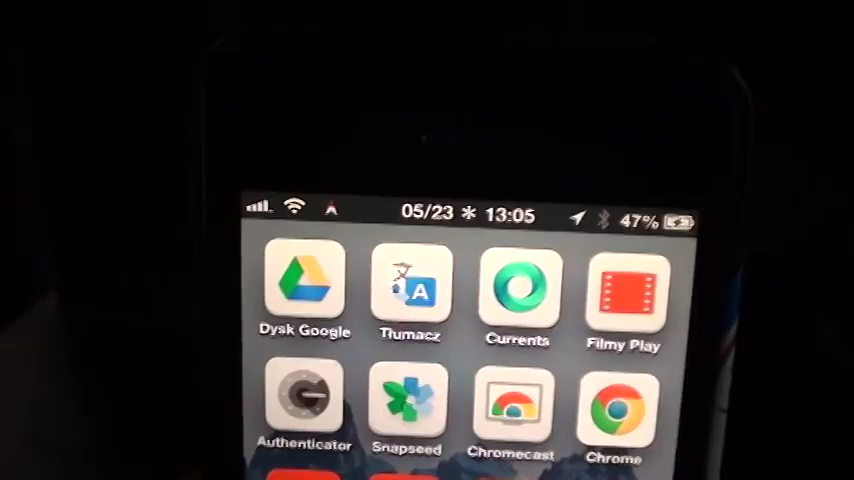 05/23 * 13:05 47%
Dysk Google Tłumacz Currents Filmy Play
A
Authenticator Snapseed Chromecast Chrome